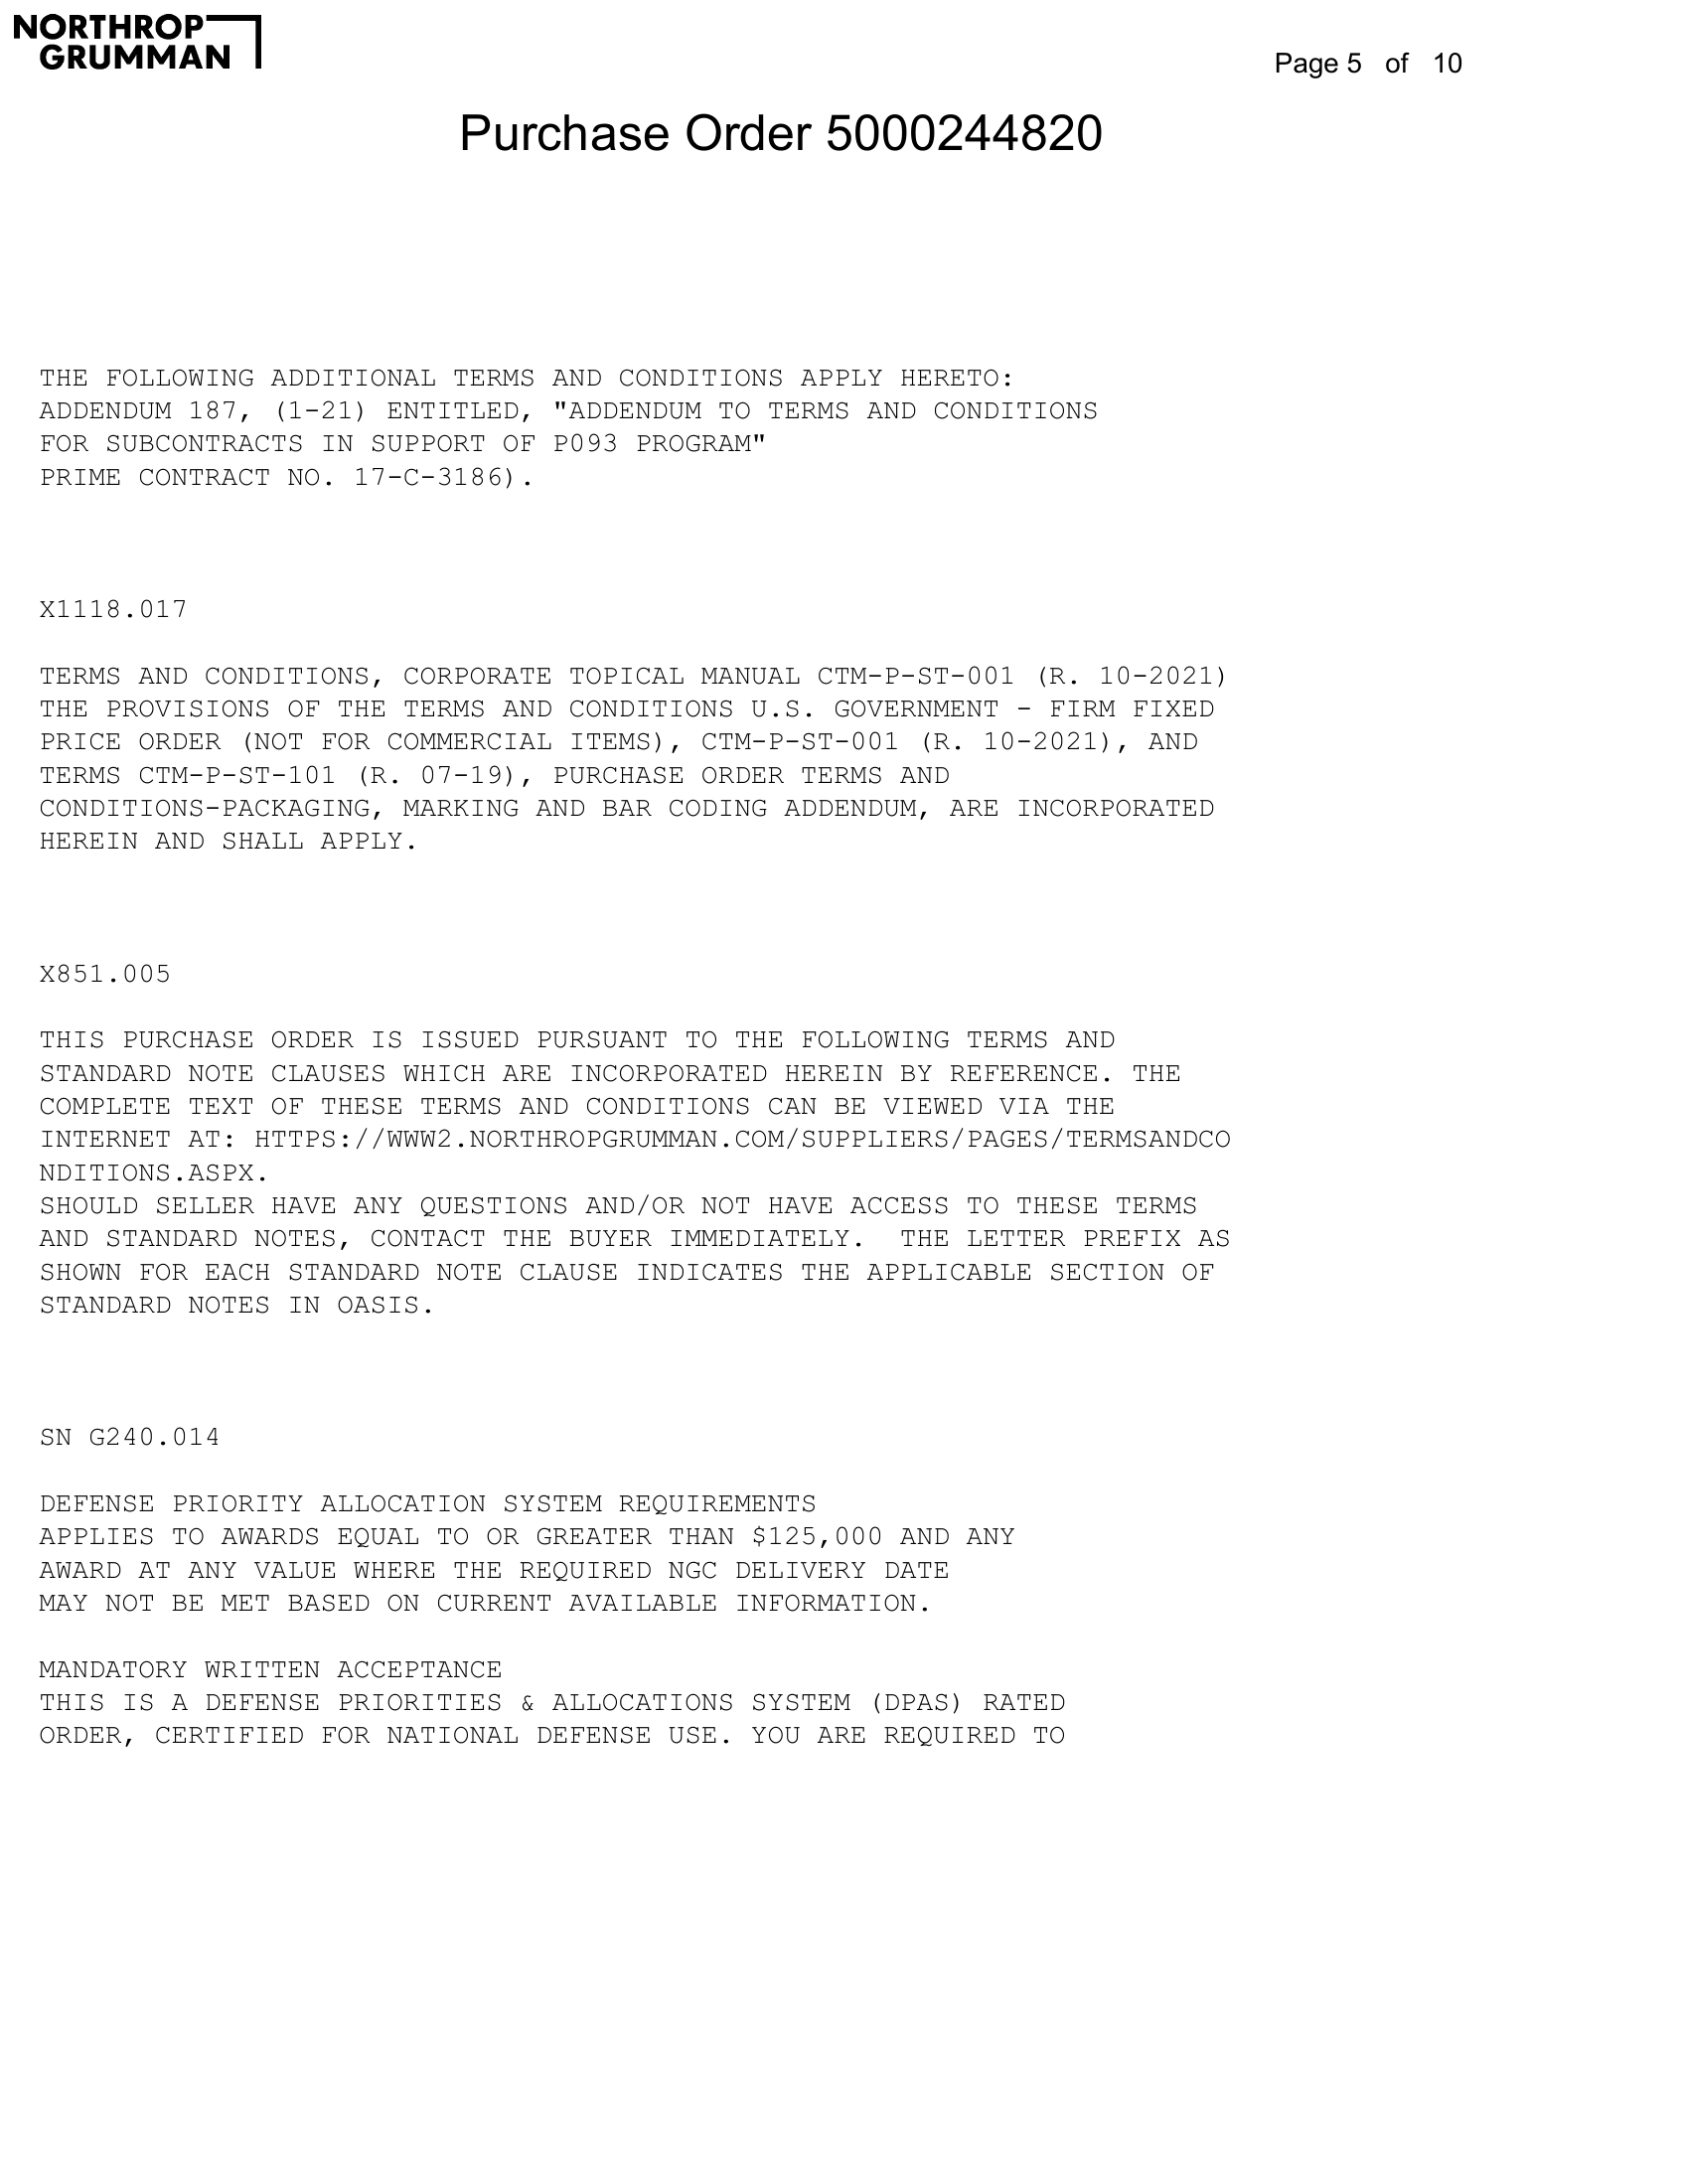 NORTHROP
GRUMMAN
Page 5 of 10
Purchase Order 5000244820
THE FOLLOWING ADDITIONAL TERMS AND CONDITIONS APPLY HERETO:
ADDENDUM 187, (1-21) ENTITLED, "ADDENDUM TO TERMS AND CONDITIONS
FOR SUBCONTRACTS IN SUPPORT OF P093 PROGRAM"
PRIME CONTRACT NO. 17-C-3186).
X1118.017
TERMS AND CONDITIONS, CORPORATE TOPICAL MANUAL CTM-P-ST-001 (R. 10-2021)
THE PROVISIONS OF THE TERMS AND CONDITIONS U.S. GOVERNMENT - FIRM FIXED
PRICE ORDER (NOT FOR COMMERCIAL ITEMS), CTM-P-ST-001 (R. 10-2021), AND
TERMS CTM-P-ST-101 (R. 07-19), PURCHASE ORDER TERMS AND
CONDITIONS-PACKAGING, MARKING AND BAR CODING ADDENDUM, ARE INCORPORATED
HEREIN AND SHALL APPLY.
X851.005
THIS PURCHASE ORDER IS ISSUED PURSUANT TO THE FOLLOWING TERMS AND
STANDARD NOTE CLAUSES WHICH ARE INCORPORATED HEREIN BY REFERENCE. THE
COMPLETE TEXT OF THESE TERMS AND CONDITIONS CAN BE VIEWED VIA THE
INTERNET AT: HTTPS://WWW2.NORTHROPGRUMMAN.COM/SUPPLIERS/PAGES/TERMSANDCO
NDITIONS.ASPX.
SHOULD SELLER HAVE ANY QUESTIONS AND/OR NOT HAVE ACCESS TO THESE TERMS
AND STANDARD NOTES, CONTACT THE BUYER IMMEDIATELY.  THE LETTER PREFIX AS
SHOWN FOR EACH STANDARD NOTE CLAUSE INDICATES THE APPLICABLE SECTION OF
STANDARD NOTES IN OASIS.
SN G240.014
DEFENSE PRIORITY ALLOCATION SYSTEM REQUIREMENTS
APPLIES TO AWARDS EQUAL TO OR GREATER THAN $125,000 AND ANY
AWARD AT ANY VALUE WHERE THE REQUIRED NGC DELIVERY DATE
MAY NOT BE MET BASED ON CURRENT AVAILABLE INFORMATION.
MANDATORY WRITTEN ACCEPTANCE
THIS IS A DEFENSE PRIORITIES & ALLOCATIONS SYSTEM (DPAS) RATED
ORDER, CERTIFIED FOR NATIONAL DEFENSE USE. YOU ARE REQUIRED TO